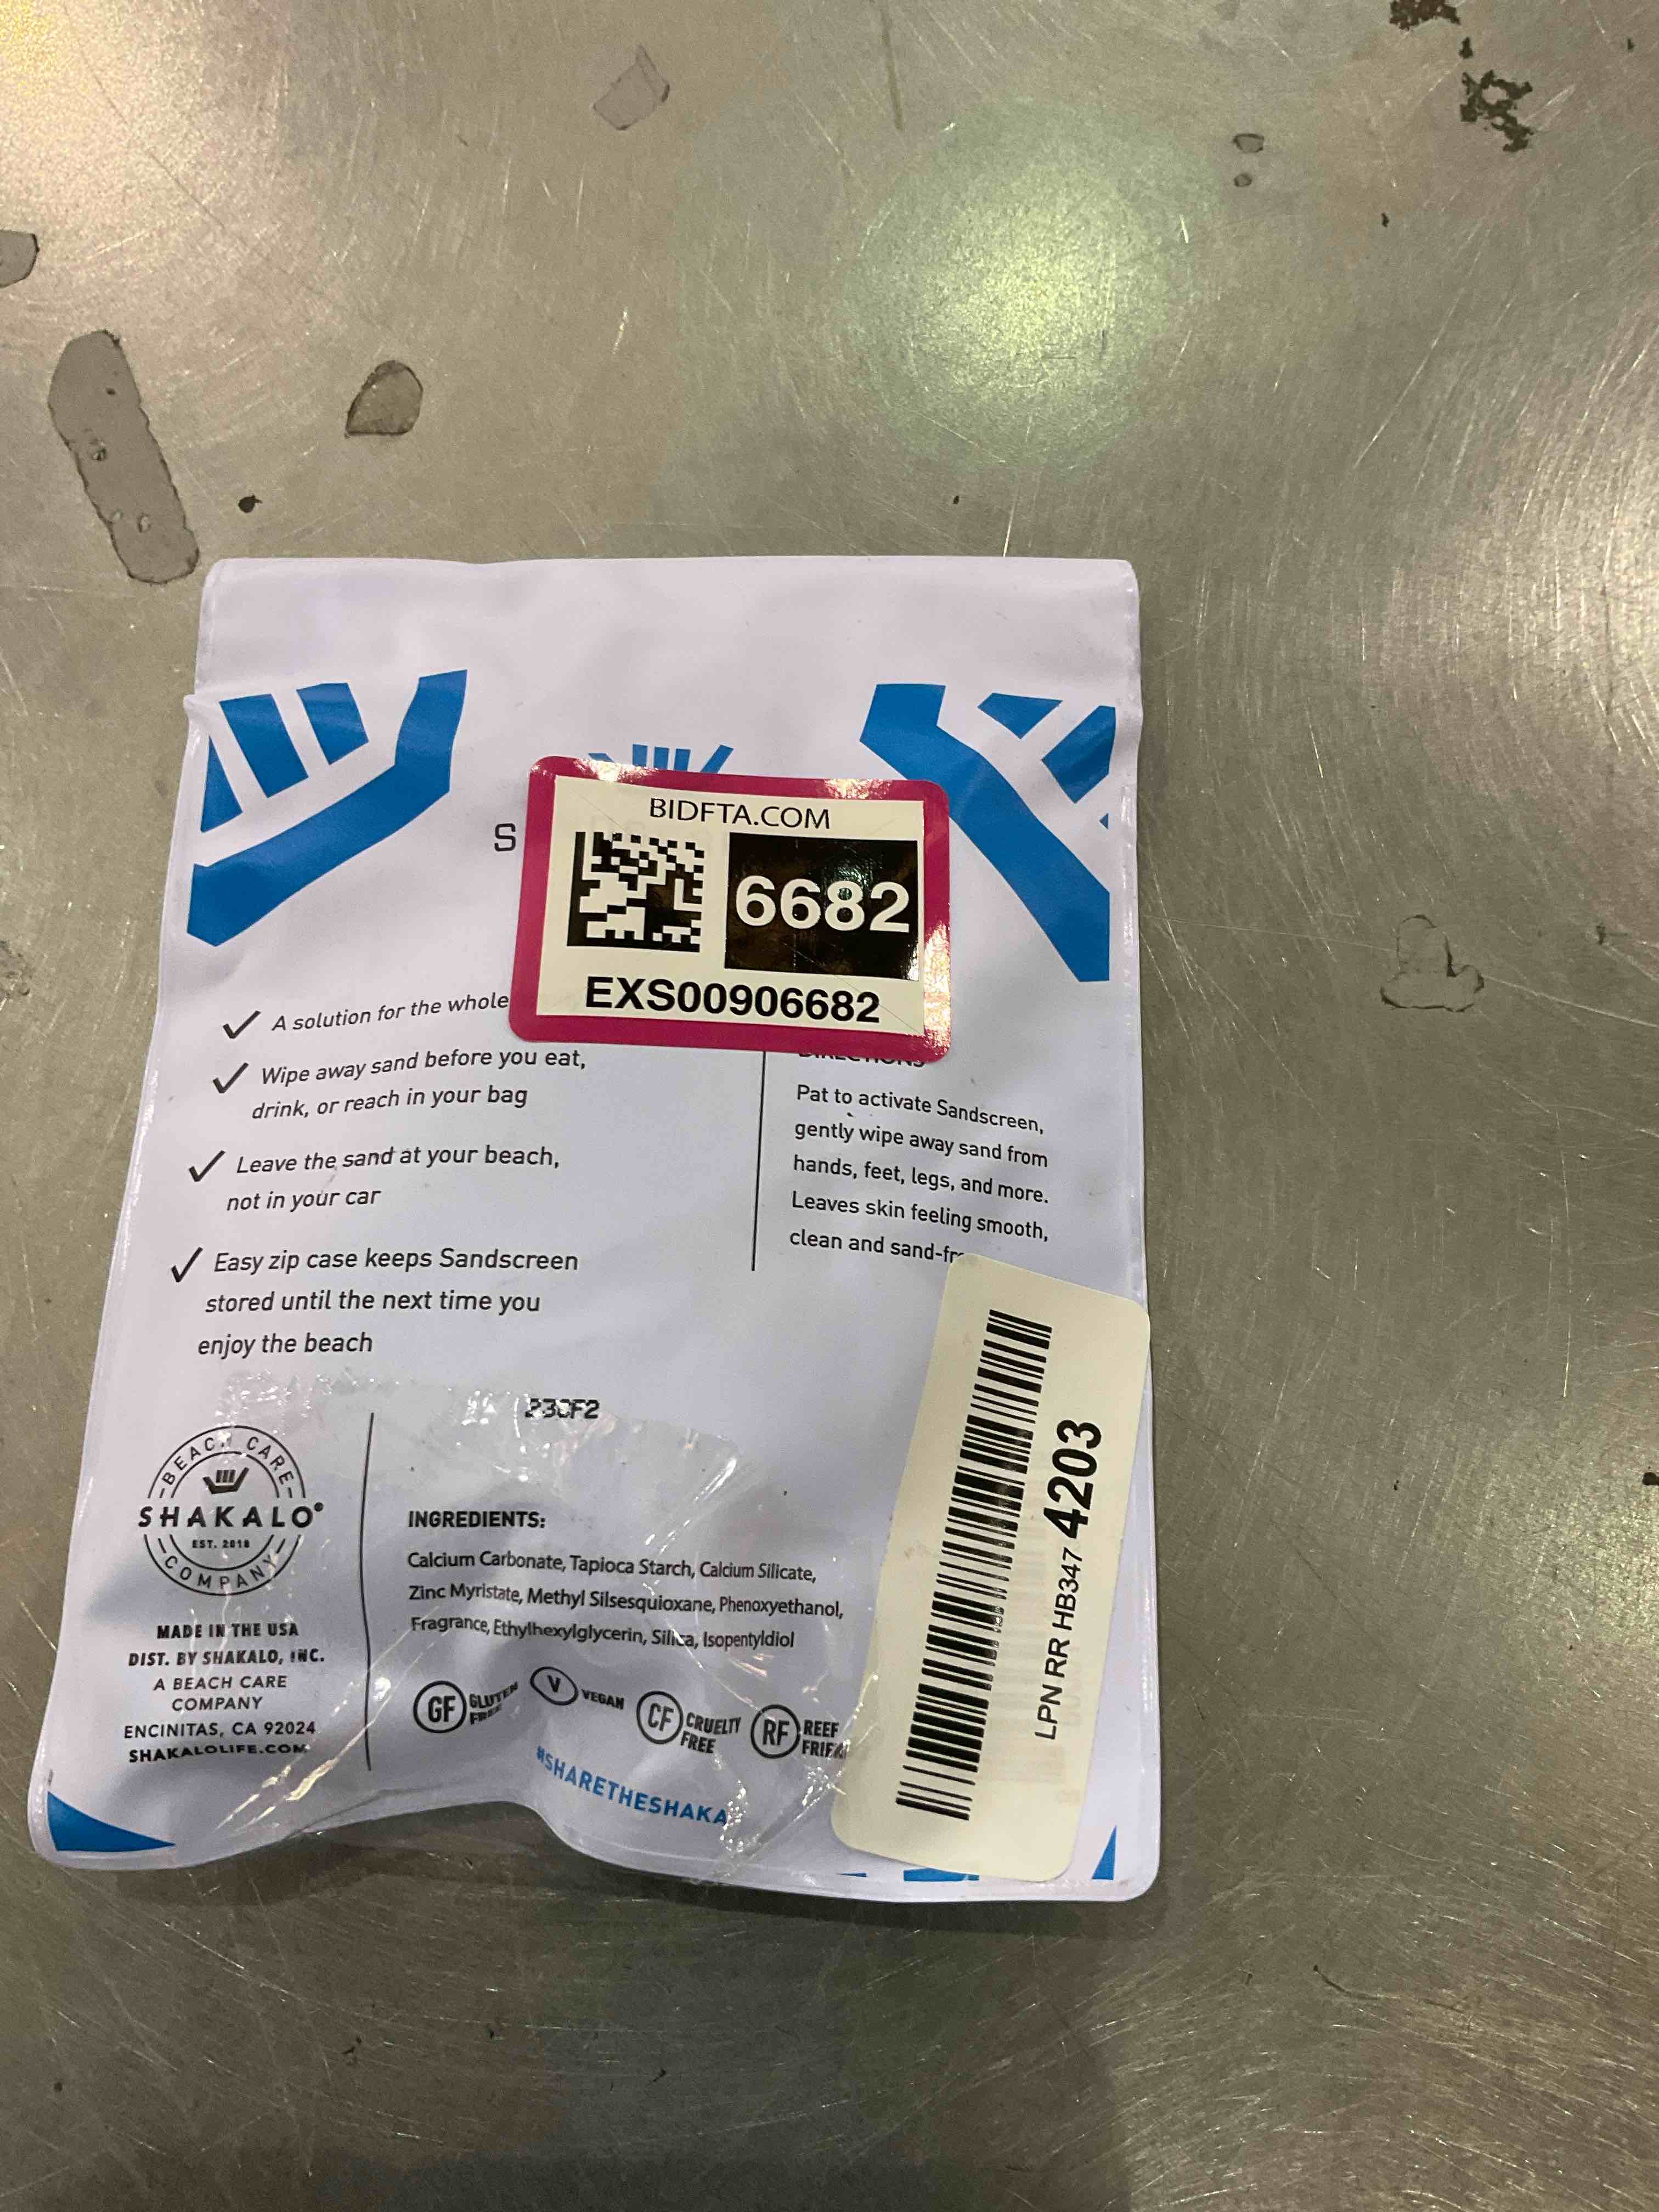 S
BIDFTA.COM
6682
EXS00906682
A solution for the whole
Wipe away sand before you eat,
drink, or reach in your bag
Leave the sand at your beach,
not in your car
Easy zip case keeps Sandscreen
stored until the next time you
enjoy the beach
DIRECTIONS
Pat to activate Sandscreen,
gently wipe away sand from
hands, feet, legs, and more.
Leaves skin feeling smooth,
clean and sand-fr
BEACH CARE
SHAKALO®
EST. 2018
COMPANY
MADE IN THE USA
DIST. BY SHAKALO, INC.
A BEACH CARE
COMPANY
ENCINITAS, CA 92024
SHAKALOLIFE.COM
INGREDIENTS:
Calcium Carbonate, Tapioca Starch, Calcium Silicate,
Zinc Myristate, Methyl Silsesquioxane, Phenoxyethanol,
Fragrance, Ethylhexylglycerin, Silica, Isopentyldiol
GF GLUTEN FREE
V VEGAN
CF CRUELTY FREE
RF REEF FRIE
#SHARETHESHAKA
LPN RR HB347 4203